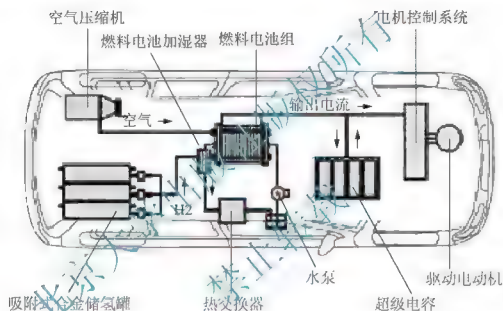 空气压缩机
燃料电池加湿器
燃料电池组
电机控制系统
空气
输出电流
H2
水泵
驱动电动机
吸附式合金储氢罐
热交换器
超级电容